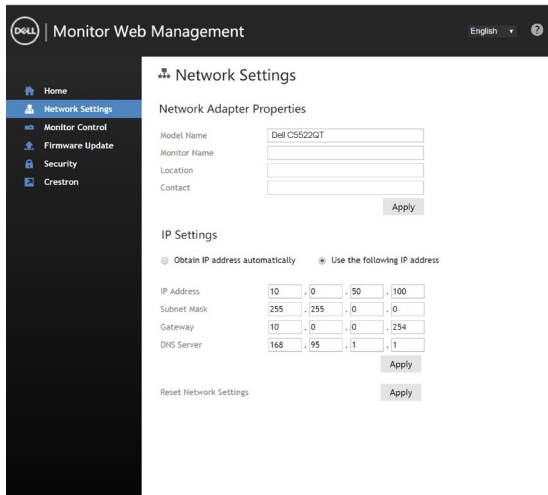 DELL | Monitor Web Management English
Home
Network Settings
Monitor Control
Firmware Update
Security
Crestron
Network Settings
Network Adapter Properties
Model Name Dell C5522QT
Monitor Name
Location
Contact
Apply
IP Settings
Obtain IP address automatically Use the following IP address
IP Address 10 . 0 . 50 . 100
Subnet Mask 255 . 255 . 0 . 0
Gateway 10 . 0 . 0 . 254
DNS Server 168 . 95 . 1 . 1
Apply
Reset Network Settings Apply